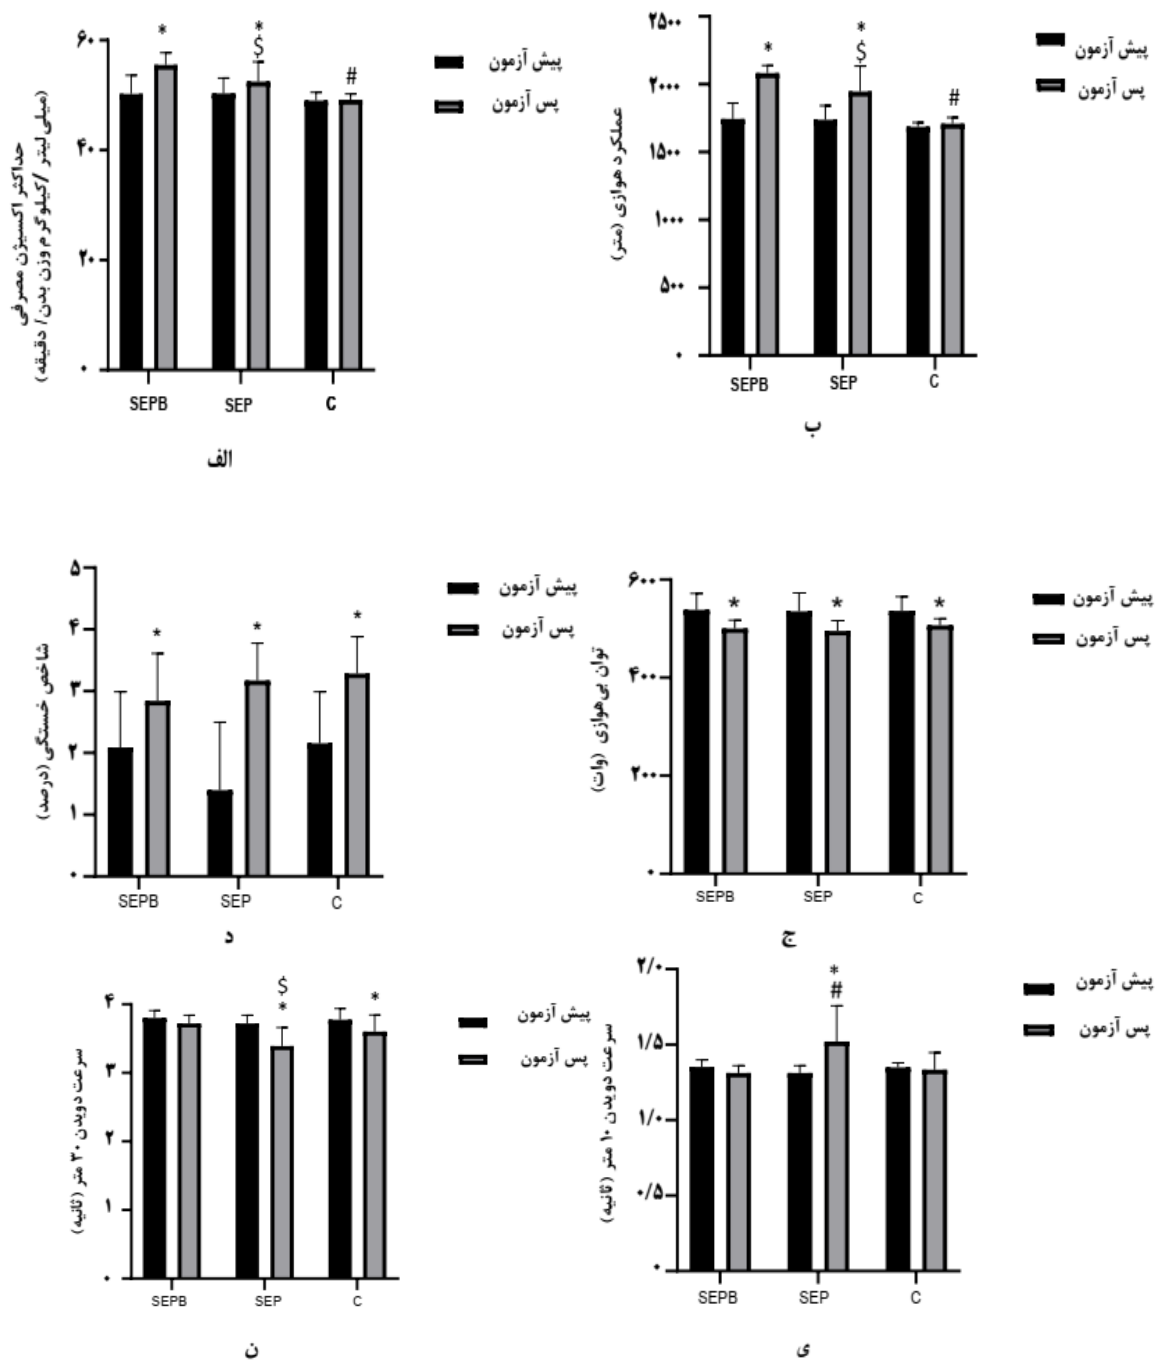 ۶۰
۴۰
۲۰
۰
حداکثر اکسیژن مصرفی
(میلی لیتر /کیلوگرم وزن بدن/ دقیقه)
*
*
$
#
پیش آزمون
پس آزمون
SEPB SEP C
الف
۲۵۰۰
۲۰۰۰
۱۵۰۰
۱۰۰۰
۵۰۰
۰
عملکرد هوازی (متر)
*
*
$
#
پیش آزمون
پس آزمون
SEPB SEP C
ب
۵
۴
۳
۲
۱
۰
شاخص خستگی (درصد)
* * *
پیش آزمون
پس آزمون
SEPB SEP C
د
۶۰۰
۴۰۰
۲۰۰
۰
توان بی‌هوازی (وات)
* * *
پیش آزمون
پس آزمون
SEPB SEP C
ج
۴
۳
۲
۱
۰
سرعت دویدن ۳۰ متر (ثانیه)
$
* *
پیش آزمون
پس آزمون
SEPB SEP C
ن
۲/۰
۱/۵
۱/۰
۰/۵
۰
سرعت دویدن ۱۰ متر (ثانیه)
*
#
پیش آزمون
پس آزمون
SEPB SEP C
ی